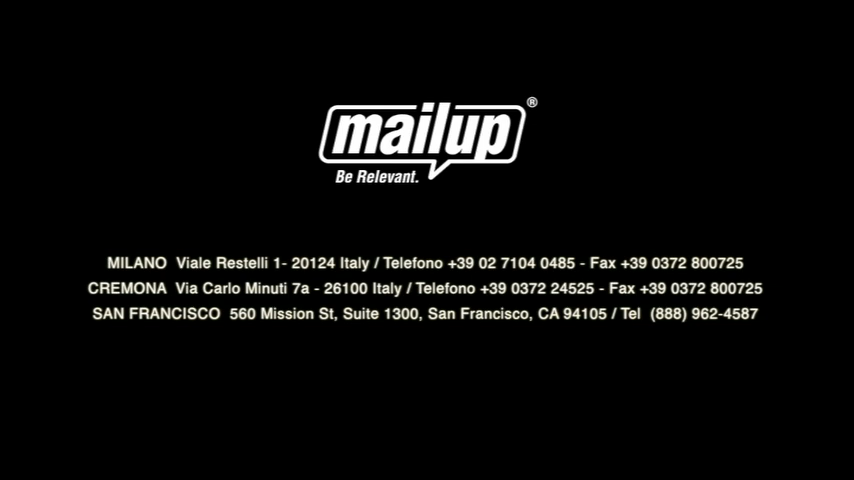 mailup®
Be Relevant.
MILANO Viale Restelli 1- 20124 Italy / Telefono +39 02 7104 0485 - Fax +39 0372 800725
CREMONA Via Carlo Minuti 7a - 26100 Italy / Telefono +39 0372 24525 - Fax +39 0372 800725
SAN FRANCISCO 560 Mission St, Suite 1300, San Francisco, CA 94105 / Tel (888) 962-4587